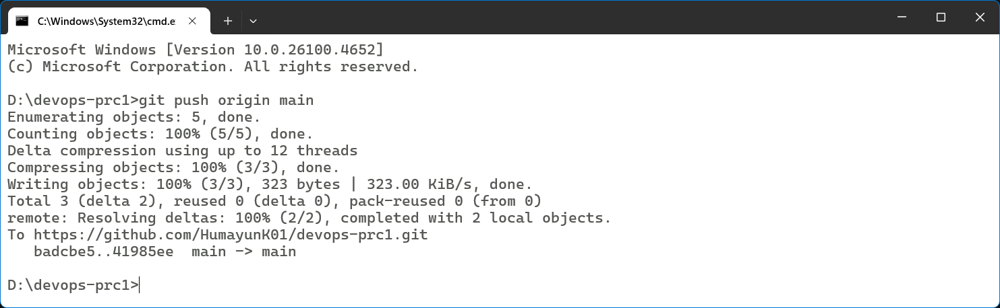 C:\Windows\System32\cmd.e
Microsoft Windows [Version 10.0.26100.4652]
(c) Microsoft Corporation. All rights reserved.
D:\devops-prc1>git push origin main
Enumerating objects: 5, done.
Counting objects: 100% (5/5), done.
Delta compression using up to 12 threads
Compressing objects: 100% (3/3), done.
Writing objects: 100% (3/3), 323 bytes | 323.00 KiB/s, done.
Total 3 (delta 2), reused 0 (delta 0), pack-reused 0 (from 0)
remote: Resolving deltas: 100% (2/2), completed with 2 local objects.
To https://github.com/HumayunK01/devops-prc1.git
   badcbe5..41985ee  main -> main
D:\devops-prc1>